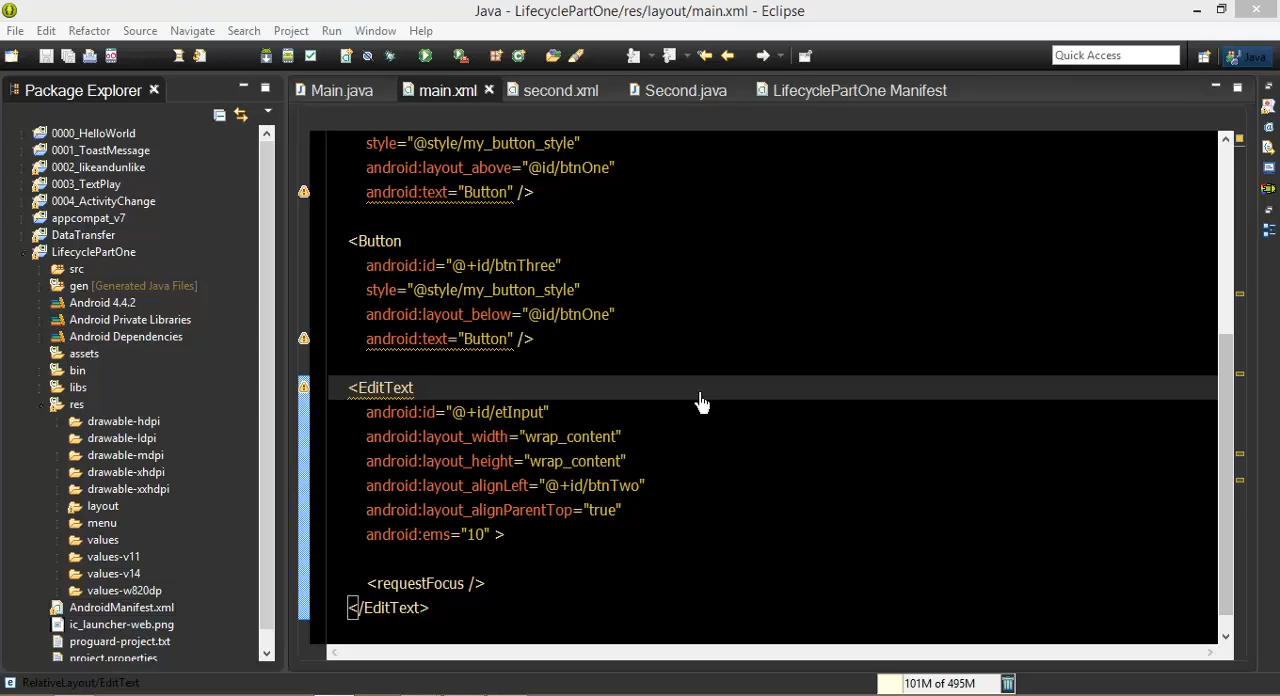 Java - LifecyclePartOne/res/layout/main.xml - Eclipse
File Edit Refactor Source Navigate Search Project Run Window Help
Quick Access
Java
Package Explorer
Main.java
main.xml
second.xml
Second.java
LifecyclePartOne Manifest
0000_HelloWorld
0001_ToastMessage
0002_likeandunlike
0003_TextPlay
0004_ActivityChange
appcompat_v7
DataTransfer
LifecyclePartOne
src
gen [Generated Java Files]
Android 4.4.2
Android Private Libraries
Android Dependencies
assets
bin
libs
res
drawable-hdpi
drawable-ldpi
drawable-mdpi
drawable-xhdpi
drawable-xxhdpi
layout
menu
values
values-v11
values-v14
values-w820dp
AndroidManifest.xml
ic_launcher-web.png
proguard-project.txt
project.properties
style="@style/my_button_style"
android:layout_above="@id/btnOne"
android:text="Button" />
<Button
android:id="@+id/btnThree"
style="@style/my_button_style"
android:layout_below="@id/btnOne"
android:text="Button" />
<EditText
android:id="@+id/etInput"
android:layout_width="wrap_content"
android:layout_height="wrap_content"
android:layout_alignLeft="@+id/btnTwo"
android:layout_alignParentTop="true"
android:ems="10" >
<requestFocus />
</EditText>
RelativeLayout/EditText
101M of 495M